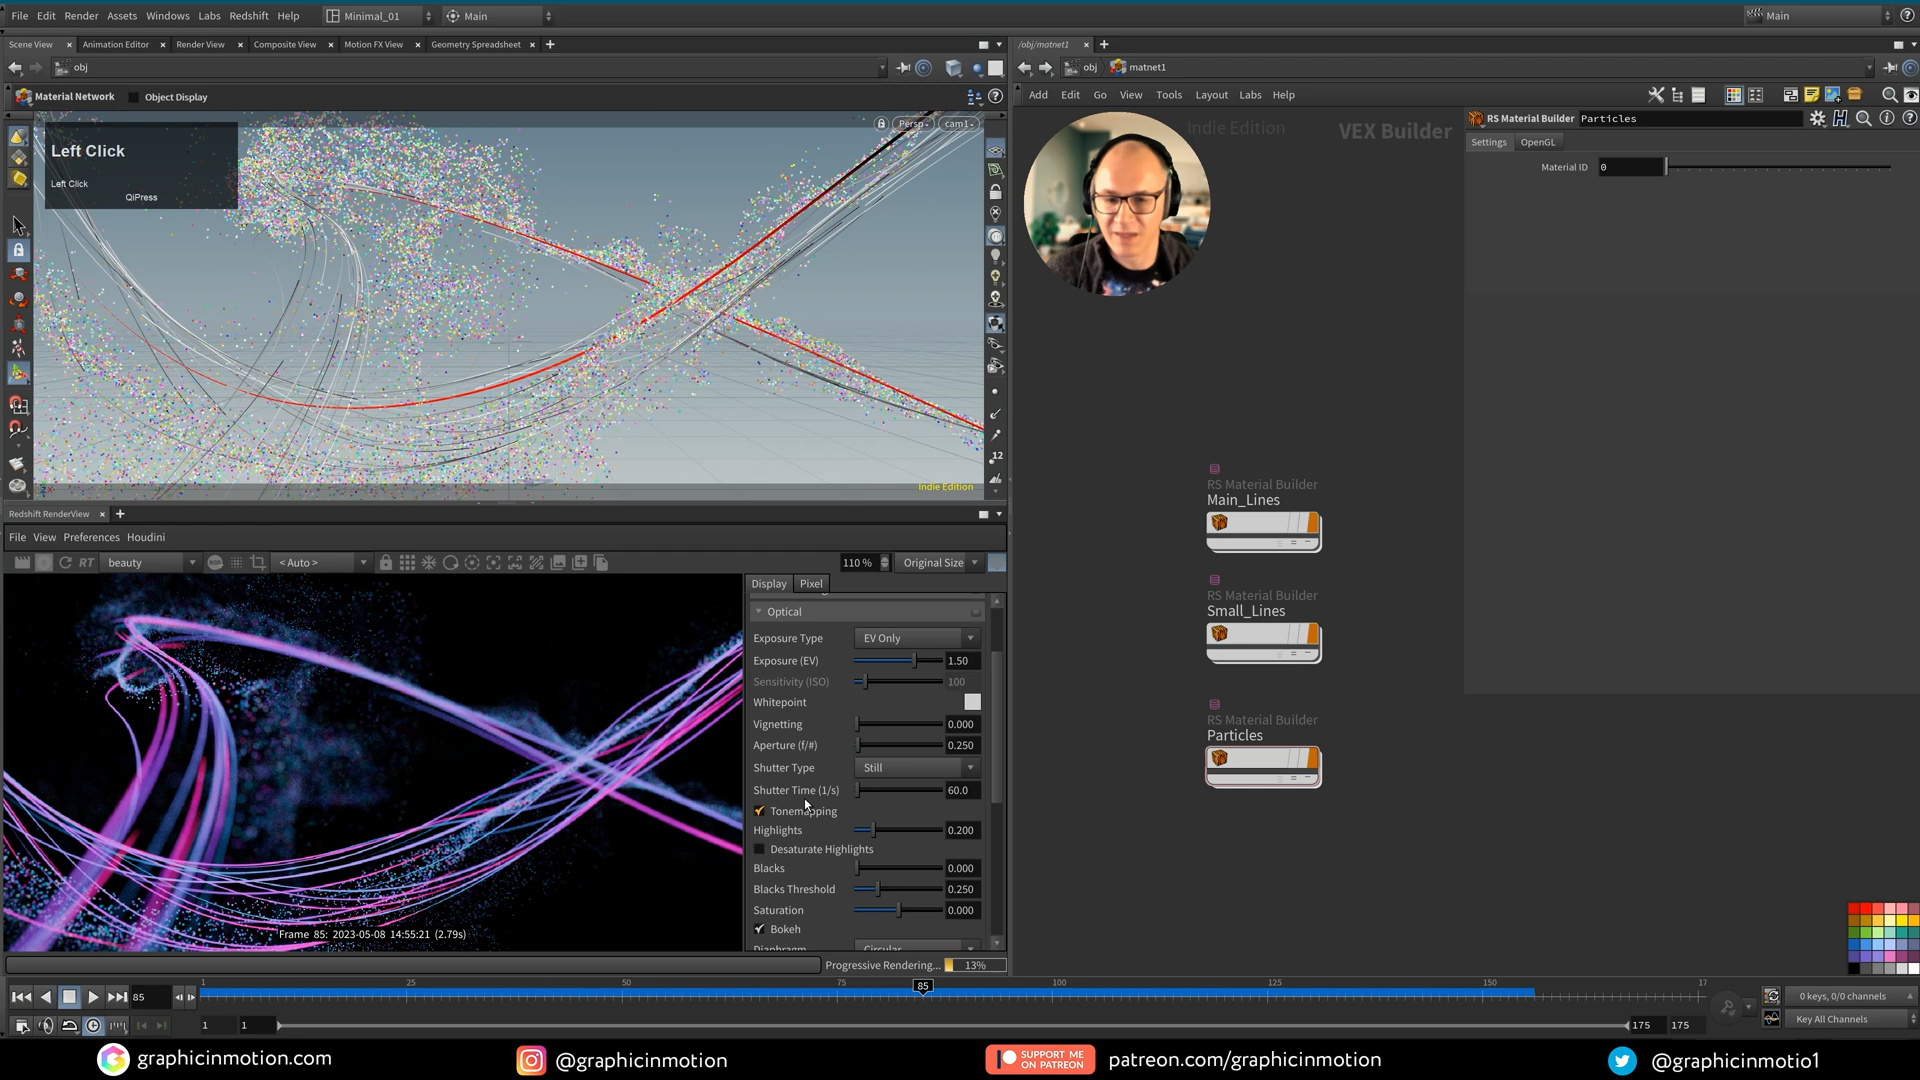 File Edit Render Assets Windows Labs Redshift Help Minimal_01 Main Main
Scene View Animation Editor Render View Composite View Motion FX View Geometry Spreadsheet
/obj/matnet1
obj
obj matnet1
Material Network Object Display
Add Edit Go View Tools Layout Labs Help
Left Click
Left Click
QiPress
Persp cam1
Indie Edition
VEX Builder
RS Material Builder Particles
Settings OpenGL
Material ID 0
12
Indie Edition
RS Material Builder
Main_Lines
RS Material Builder
Small_Lines
RS Material Builder
Particles
Redshift RenderView
File View Preferences Houdini
RT beauty < Auto > 110 % Original Size
Display Pixel
Optical
Exposure Type EV Only
Exposure (EV) 1.50
Sensitivity (ISO) 100
Whitepoint
Vignetting 0.000
Aperture (f/#) 0.250
Shutter Type Still
Shutter Time (1/s) 60.0
Tonemapping
Highlights 0.200
Desaturate Highlights
Blacks 0.000
Blacks Threshold 0.250
Saturation 0.000
Bokeh
Diaphragm Circular
Frame 85: 2023-05-08 14:55:21 (2.79s)
Progressive Rendering... 13%
85
1 25 50 75 85 100 125 150 17
0 keys, 0/0 channels
1 1 175 175 Key All Channels
graphicinmotion.com @graphicinmotion SUPPORT ME ON PATREON patreon.com/graphicinmotion @graphicinmotio1